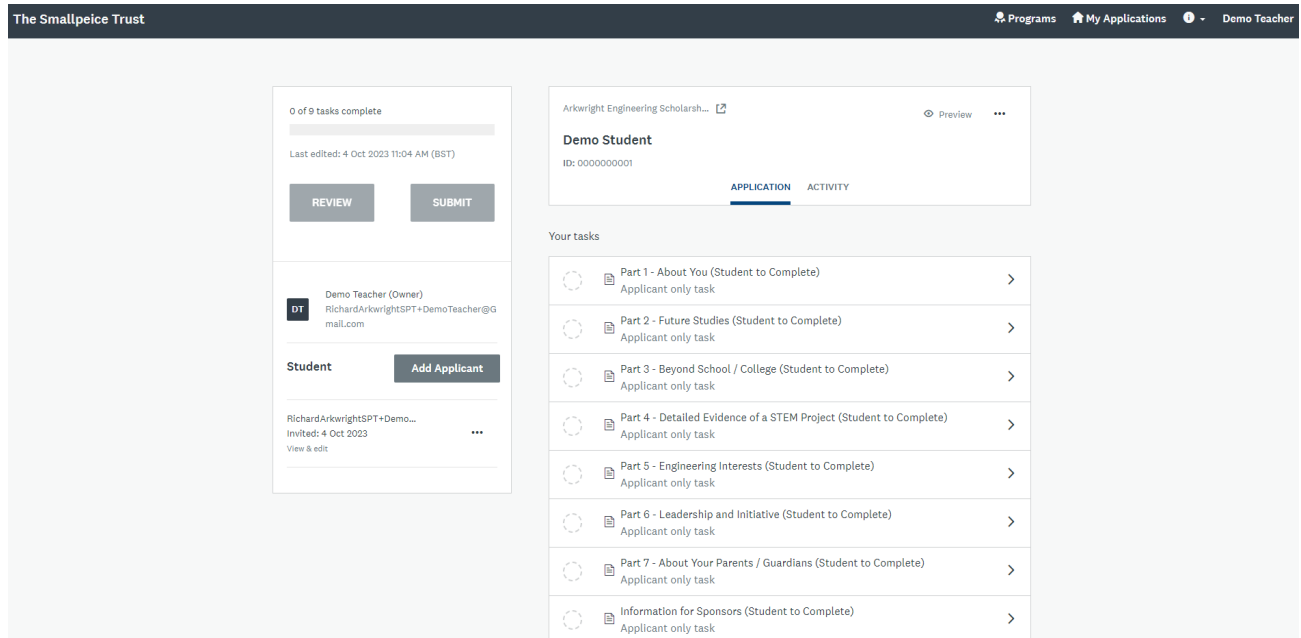 The Smallpeice Trust
Programs
My Applications
Demo Teacher
0 of 9 tasks complete
Last edited: 4 Oct 2023 11:04 AM (BST)
REVIEW
SUBMIT
DT
Demo Teacher (Owner)
RichardArkwrightSPT+DemoTeacher@G
mail.com
Student
Add Applicant
RichardArkwrightSPT+Demo...
Invited: 4 Oct 2023
View & edit
Arkwright Engineering Scholarsh...
Preview
Demo Student
ID: 0000000001
APPLICATION
ACTIVITY
Your tasks
Part 1 - About You (Student to Complete)
Applicant only task
Part 2 - Future Studies (Student to Complete)
Applicant only task
Part 3 - Beyond School / College (Student to Complete)
Applicant only task
Part 4 - Detailed Evidence of a STEM Project (Student to Complete)
Applicant only task
Part 5 - Engineering Interests (Student to Complete)
Applicant only task
Part 6 - Leadership and Initiative (Student to Complete)
Applicant only task
Part 7 - About Your Parents / Guardians (Student to Complete)
Applicant only task
Information for Sponsors (Student to Complete)
Applicant only task